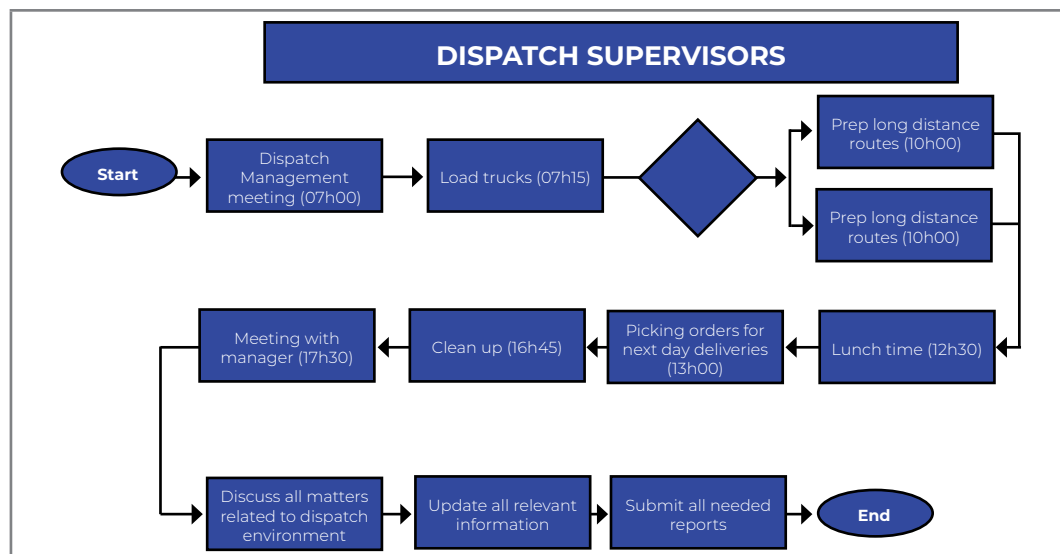 DISPATCH SUPERVISORS
Start
Dispatch
Management
meeting (07h00)
Load trucks (07h15)
Prep long distance
routes (10h00)
Prep long distance
routes (10h00)
Meeting with
manager (17h30)
Clean up (16h45)
Picking orders for
next day deliveries
(13h00)
Lunch time (12h30)
Discuss all matters
related to dispatch
environment
Update all relevant
information
Submit all needed
reports
End